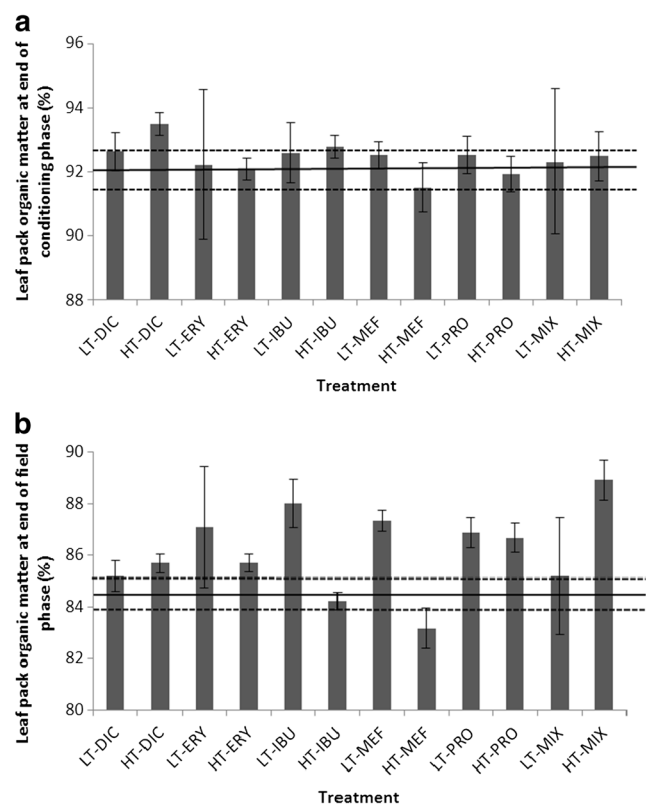 a
Leaf pack organic matter at end of
conditioning phase (%)
96
94
92
90
88
LT-DIC
HT-DIC
LT-ERY
HT-ERY
LT-IBU
HT-IBU
LT-MEF
HT-MEF
LT-PRO
HT-PRO
LT-MIX
HT-MIX
Treatment
b
Leaf pack organic matter at end of field
phase (%)
90
88
86
84
82
80
LT-DIC
HT-DIC
LT-ERY
HT-ERY
LT-IBU
HT-IBU
LT-MEF
HT-MEF
LT-PRO
HT-PRO
LT-MIX
HT-MIX
Treatment